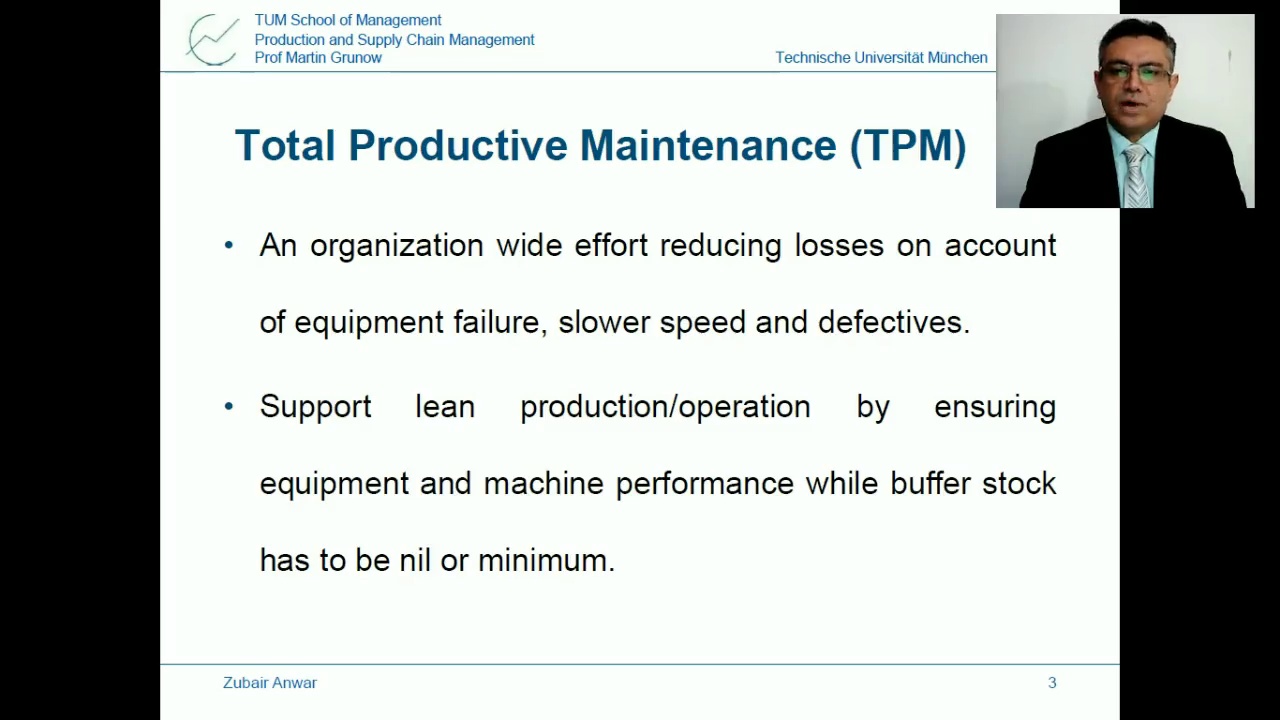 TUM School of Management
Production and Supply Chain Management
Prof Martin Grunow
Technische Universität München
Total Productive Maintenance (TPM)
• An organization wide effort reducing losses on account
of equipment failure, slower speed and defectives.
• Support lean production/operation by ensuring
equipment and machine performance while buffer stock
has to be nil or minimum.
Zubair Anwar
3